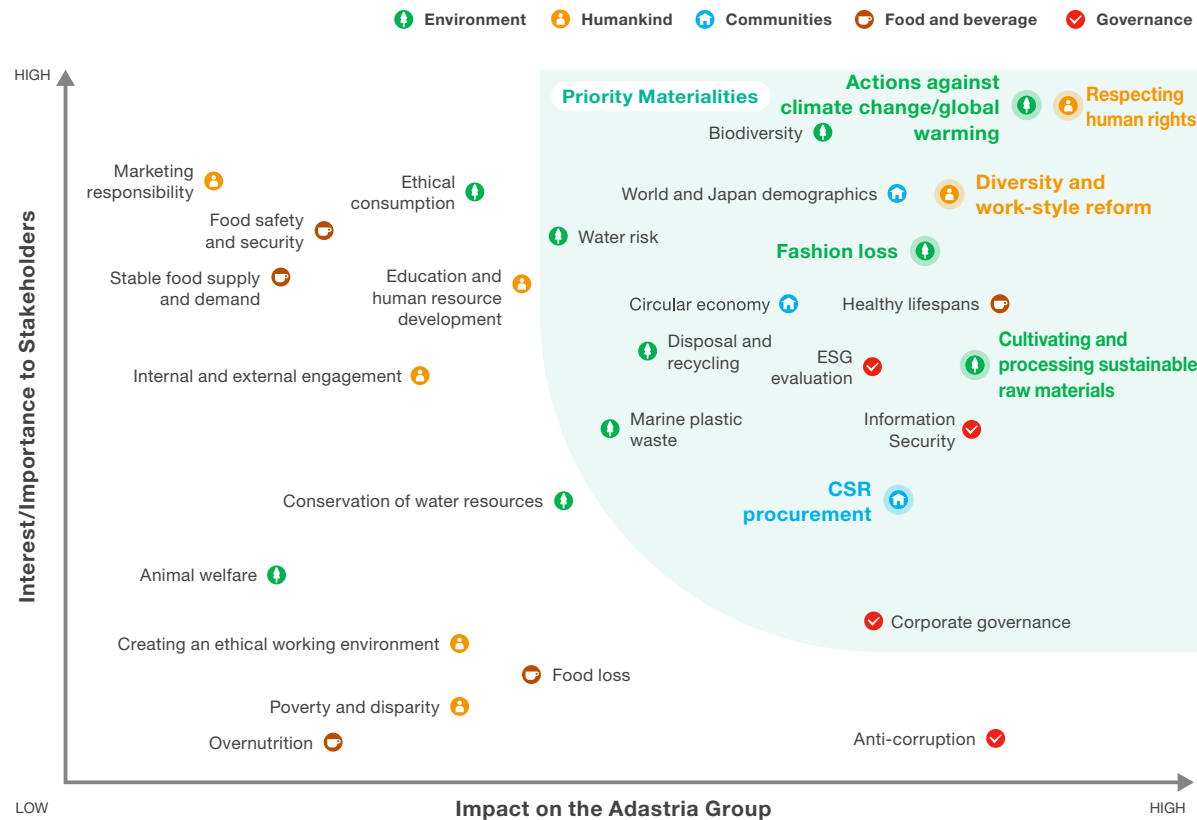 Environment
Humankind
Communities
Food and beverage
Governance
HIGH
Interest/Importance to Stakeholders
Priority Materialities
Actions against
climate change/global
warming
Respecting
human rights
Biodiversity
Marketing
responsibility
Ethical
consumption
World and Japan demographics
Diversity and
work-style reform
Food safety
and security
Water risk
Fashion loss
Stable food supply
and demand
Education and
human resource
development
Circular economy
Healthy lifespans
Disposal and
recycling
ESG
evaluation
Cultivating and
processing sustainable
raw materials
Internal and external engagement
Marine plastic
waste
Information
Security
Conservation of water resources
CSR
procurement
Animal welfare
Corporate governance
Creating an ethical working environment
Food loss
Poverty and disparity
Overnutrition
Anti-corruption
LOW
Impact on the Adastria Group
HIGH